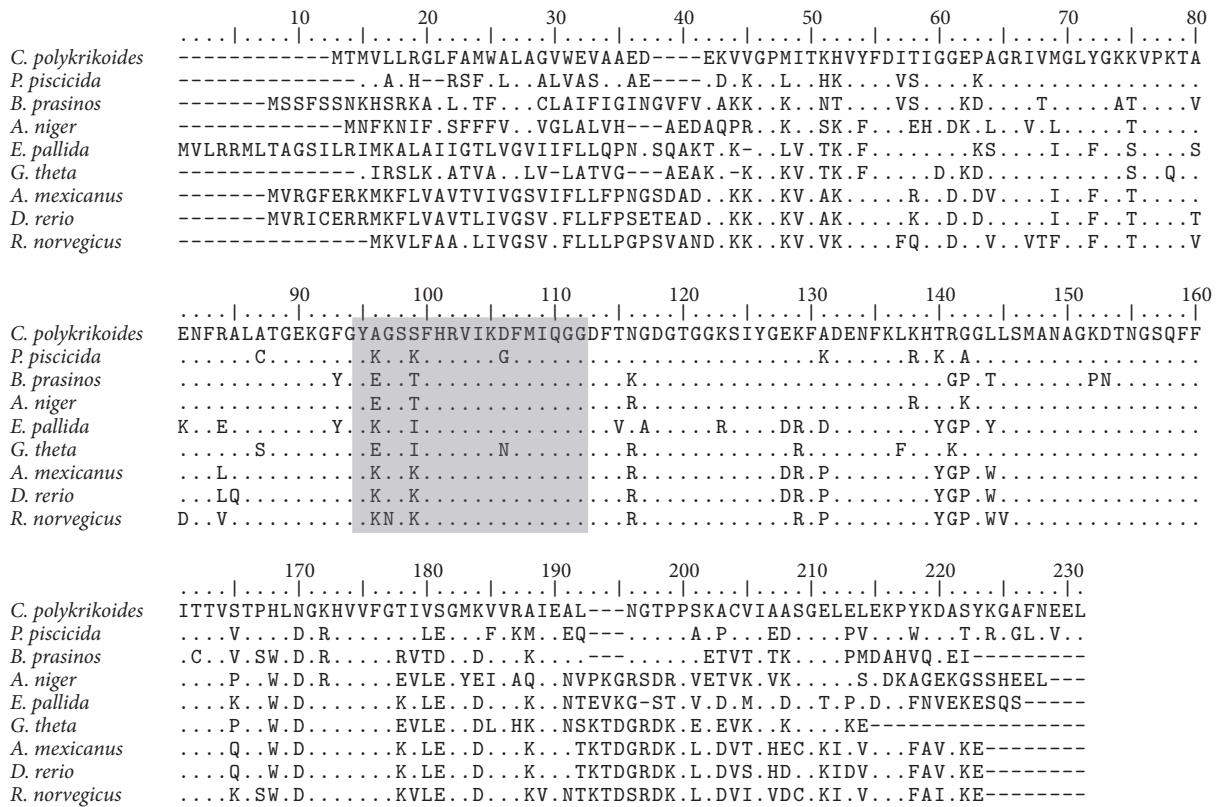 10 20 30 40 50 60 70 80
....|....|....|....|....|....|....|....|....|....|....|....|....|....|....|....|
C. polykrikoides ------------MTMVLLRGLFAMWALAGVWEVAAED----EKVVGPMITKHVYFDITIGGEPAGRIVMGLYGKKVPKTA
P. piscicida ----------------..A.H--RSF.L..ALVAS..AE----..D.K..L..HK.....VS....K.................
B. prasinos -------MSSFSSNKHSRKA.L.TF...CLAIFIGINGVFV.AKK..K..NT.....VS...KD....T.....AT....V
A. niger -------------MNFKNIF.SFFFV..VGLALVH---AEDAQPR..K..SK.F....EH.DK.L..V.L.....T.....
E. pallida MVLRRMLTAGSILRIMKALAIIGTLVGVIIFLLQPN.SQAKT.K-..LV.TK.F........KS.....I..F..S....S
G. theta ---------------.IRSLK.ATVA..LV-LATVG---AEAK.-K..KV.TK.F.....D.KD...........S..Q..
A. mexicanus -------MVRGFERKMKFLVAVTVIVGSVIFLLFPNGSDAD..KK..KV.AK.....R..D.DV....I..F..T.....
D. rerio -------MVRICERRMKFLVAVTLIVGSV.FLLFPSETEAD.KK..KV.AK......K..D.D.....I..F..T....T
R. norvegicus ---------------MKVLFAA.LIVGSV.FLLLPGPSVAND.KK..KV.VK....FQ..D..V..VTF..F..T....V
90 100 110 120 130 140 150 160
....|....|....|....|....|....|....|....|....|....|....|....|....|....|....|....|
C. polykrikoides ENFRALATGEKGFGYAGSSFHRVIKDFMIQGGDFTNGDGTGGKSIYGEKFADENFKLKHTRGGLLSMANAGKDTNGSQFF
P. piscicida ......C........K..K......G........................A......R.K.A..................
B. prasinos ............Y..E..T................K........................GP.T.......PN.......
A. niger ...............E..T................R.....................R...L..................
E. pallida K..E........Y..K..I...............V.A.....R....DR.D........YGP.Y................
G. theta ......S........E..I......N.........R............R.......F...K...................
A. mexicanus ...L...........K..K................R...........DR.P........YGP.W................
D. rerio ...LQ..........K..K................R...........DR.P........YGP.W................
R. norvegicus D..V...........KN.K................R............R.P........YGP.WV...............
170 180 190 200 210 220 231
....|....|....|....|....|....|....|....|....|....|....|....|....|....|.
C. polykrikoides ITTVSTPHLNGKHVVFGTIVSGMKVVRAIEAL---NGTPPSKACVIAASGELELEKPYKDASYKGAFNEEL
P. piscicida ....V....D.R.......LE...F.KM..EQ---.....A.P...ED....PV...W...T.R.GL.V..
B. prasinos .C..V.SW.D.R.....RVTD..D...K....---......ETVT.TK....PMDAHVQ.EI---------
A. niger ....P..W.D.R.....EVLE.YEI.AQ..NVPKGRSDR.VETVK.VK.....S.DKAGEKGSSHEEL---
E. pallida ....K..W.D.......KVLE..D...K..NTEVKG-ST.V.D.M..D..T.P.D..FNVEKESQS-----
G. theta ....P..W.D.......EVLE..DL.HK..NSKTDGRDK.E.EVK..K...KE-----------------
A. mexicanus ....Q..W.D.......K.LE..D...K...TKTDGRDK.L.DVT.HEC.KI.V...FAV.KE--------
D. rerio ....Q..W.D.......K.LE..D...K...TKTDGRDK.L.DVS.HD..KIDV...FAV.KE--------
R. norvegicus ....K.SW.D.......KVLE..D...KV.NTKTDSRDK.L.DVI.VDC.KI.V...FAI.KE--------